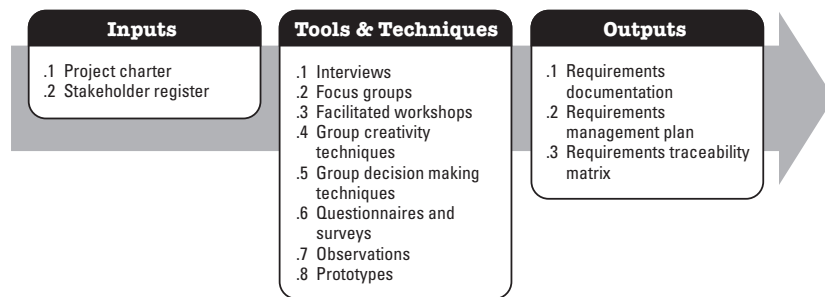 Inputs
.1 Project charter
.2 Stakeholder register
Tools & Techniques
.1 Interviews
.2 Focus groups
.3 Facilitated workshops
.4 Group creativity
techniques
.5 Group decision making
techniques
.6 Questionnaires and
surveys
.7 Observations
.8 Prototypes
Outputs
.1 Requirements
documentation
.2 Requirements
management plan
.3 Requirements traceability
matrix